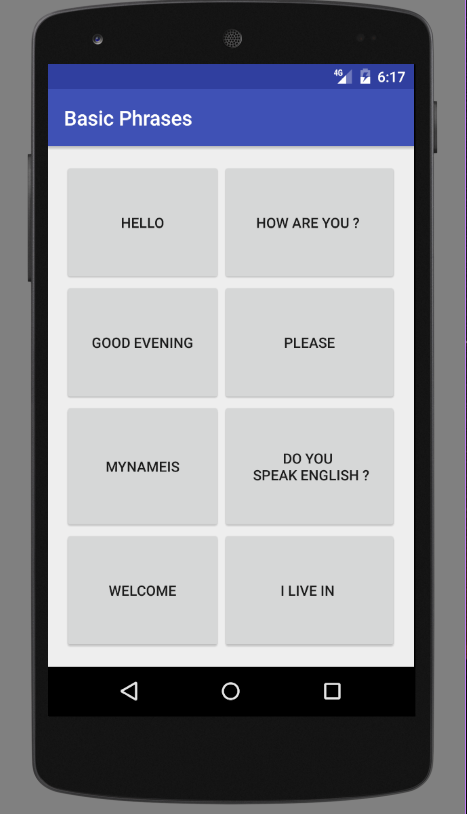 4G 6:17
Basic Phrases
HELLO
HOW ARE YOU ?
GOOD EVENING
PLEASE
MYNAMEIS
DO YOU
SPEAK ENGLISH ?
WELCOME
I LIVE IN